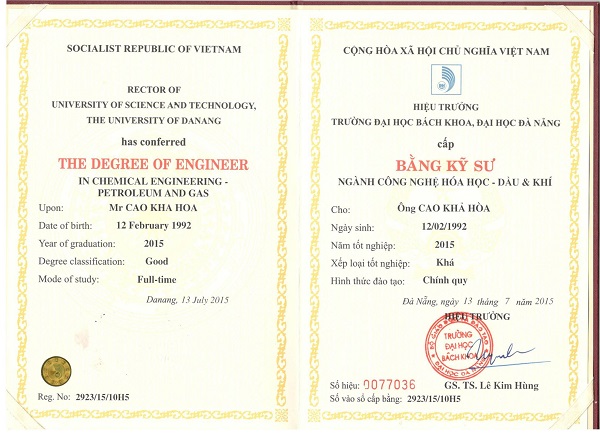 SOCIALIST REPUBLIC OF VIETNAM
RECTOR OF
UNIVERSITY OF SCIENCE AND TECHNOLOGY,
THE UNIVERSITY OF DANANG
has conferred
THE DEGREE OF ENGINEER
IN CHEMICAL ENGINEERING -
PETROLEUM AND GAS
Upon: Mr CAO KHA HOA
Date of birth: 12 February 1992
Year of graduation: 2015
Degree classification: Good
Mode of study: Full-time
Danang, 13 July 2015
Reg. No: 2923/15/10H5
CỘNG HÒA XÃ HỘI CHỦ NGHĨA VIỆT NAM
HIỆU TRƯỞNG
TRƯỜNG ĐẠI HỌC BÁCH KHOA, ĐẠI HỌC ĐÀ NẴNG
cấp
BẰNG KỸ SƯ
NGÀNH CÔNG NGHỆ HÓA HỌC - DẦU & KHÍ
Cho: Ông CAO KHẢ HÒA
Ngày sinh: 12/02/1992
Năm tốt nghiệp: 2015
Xếp loại tốt nghiệp: Khá
Hình thức đào tạo: Chính quy
Đà Nẵng, ngày 13 tháng 7 năm 2015
HIỆU TRƯỞNG
TRƯỜNG
ĐẠI HỌC
BÁCH KHOA
Số hiệu: 0077036 GS. TS. Lê Kim Hùng
Số vào sổ cấp bằng: 2923/15/10H5